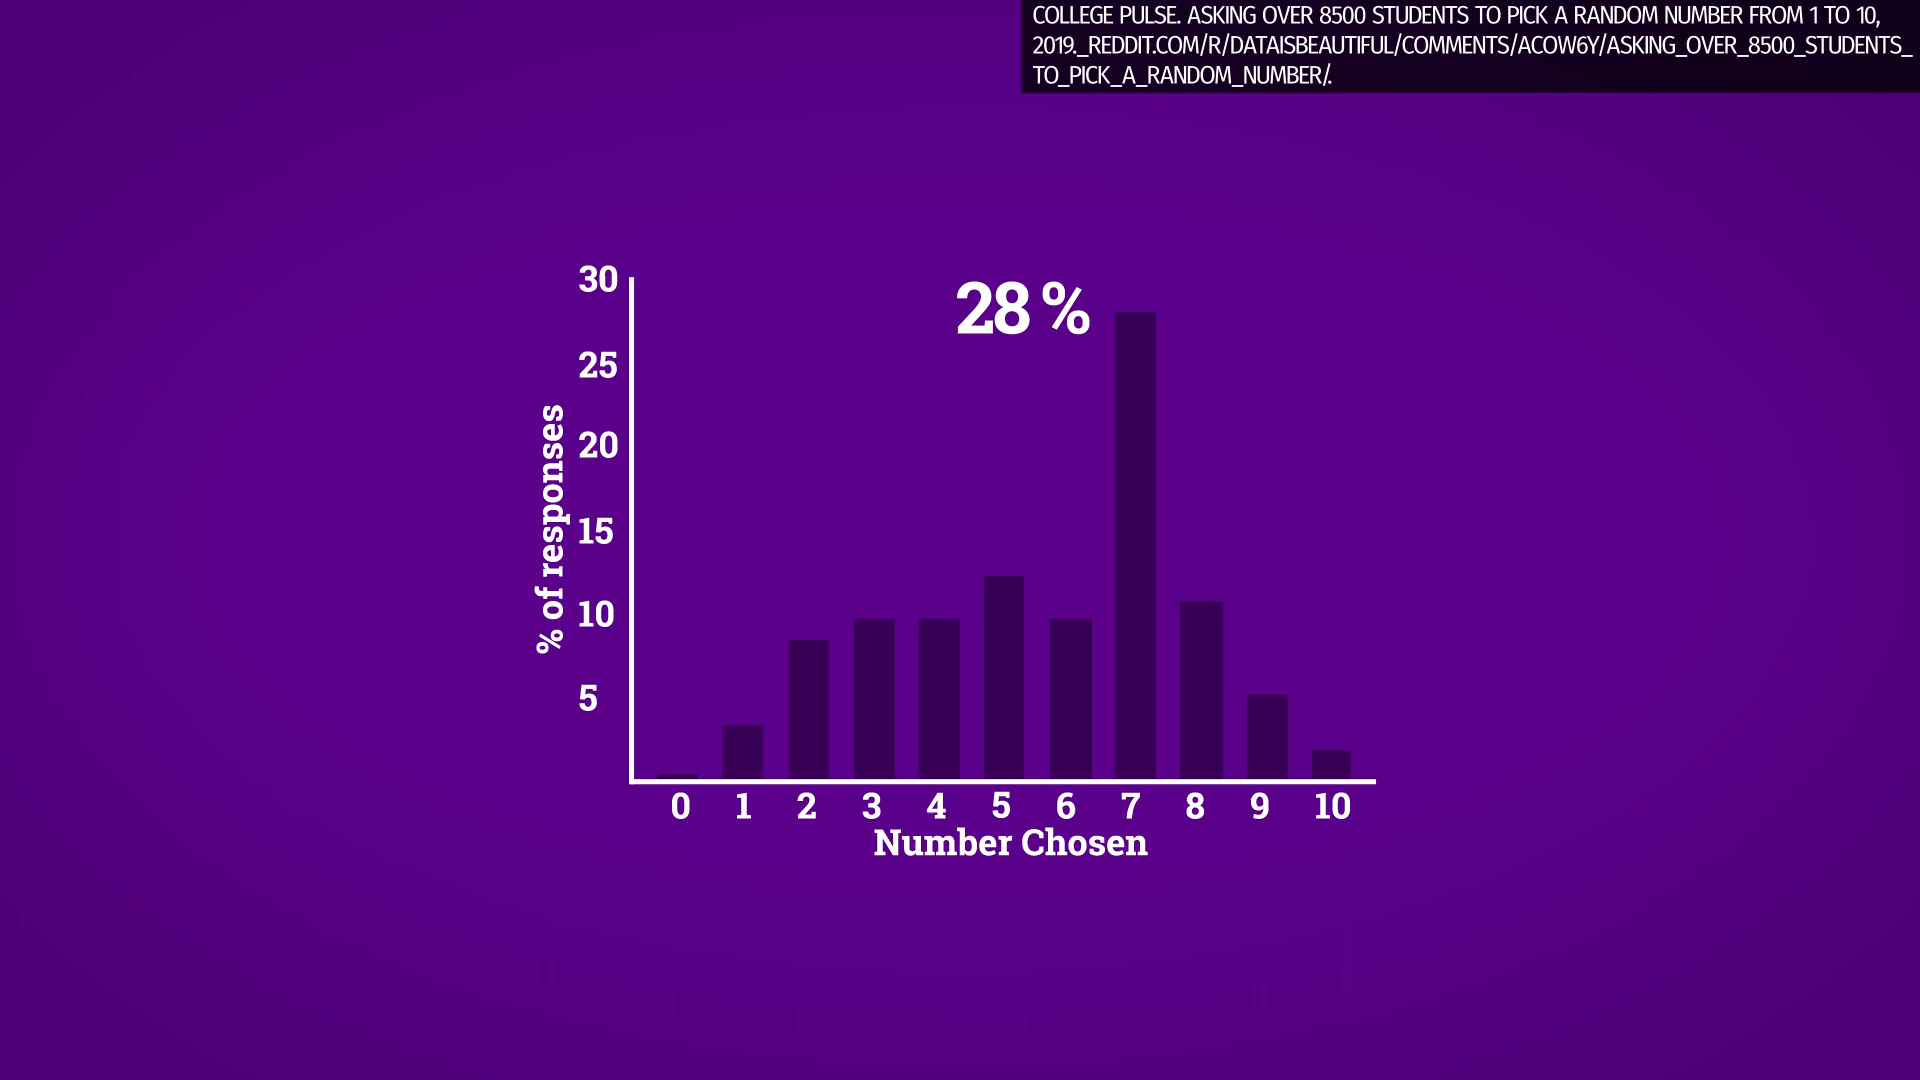 COLLEGE PULSE. ASKING OVER 8500 STUDENTS TO PICK A RANDOM NUMBER FROM 1 TO 10,
2019._REDDIT.COM/R/DATAISBEAUTIFUL/COMMENTS/ACOW6Y/ASKING_OVER_8500_STUDENTS_
TO_PICK_A_RANDOM_NUMBER/.
28 %
30
25
20
15
10
5
% of responses
0 1 2 3 4 5 6 7 8 9 10
Number Chosen